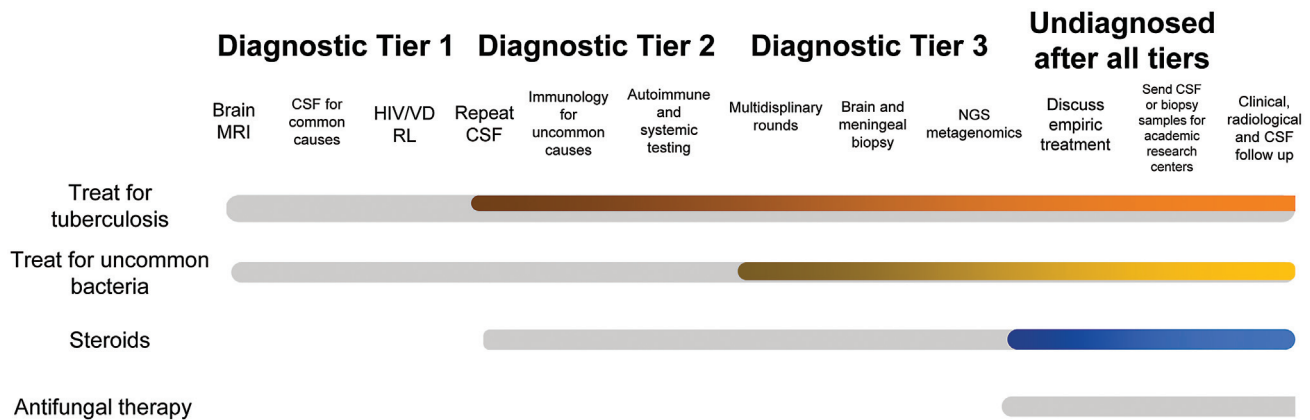 Diagnostic Tier 1
Diagnostic Tier 2
Diagnostic Tier 3
Undiagnosed
after all tiers
Brain
MRI
CSF for
common
causes
HIV/VD
RL
Repeat
CSF
Immunology
for
uncommon
causes
Autoimmune
and
systemic
testing
Multidisplinary
rounds
Brain and
meningeal
biopsy
NGS
metagenomics
Discuss
empiric
treatment
Send CSF
or biopsy
samples for
academic
research
centers
Clinical,
radiological
and CSF
follow up
Treat for
tuberculosis
Treat for uncommon
bacteria
Steroids
Antifungal therapy